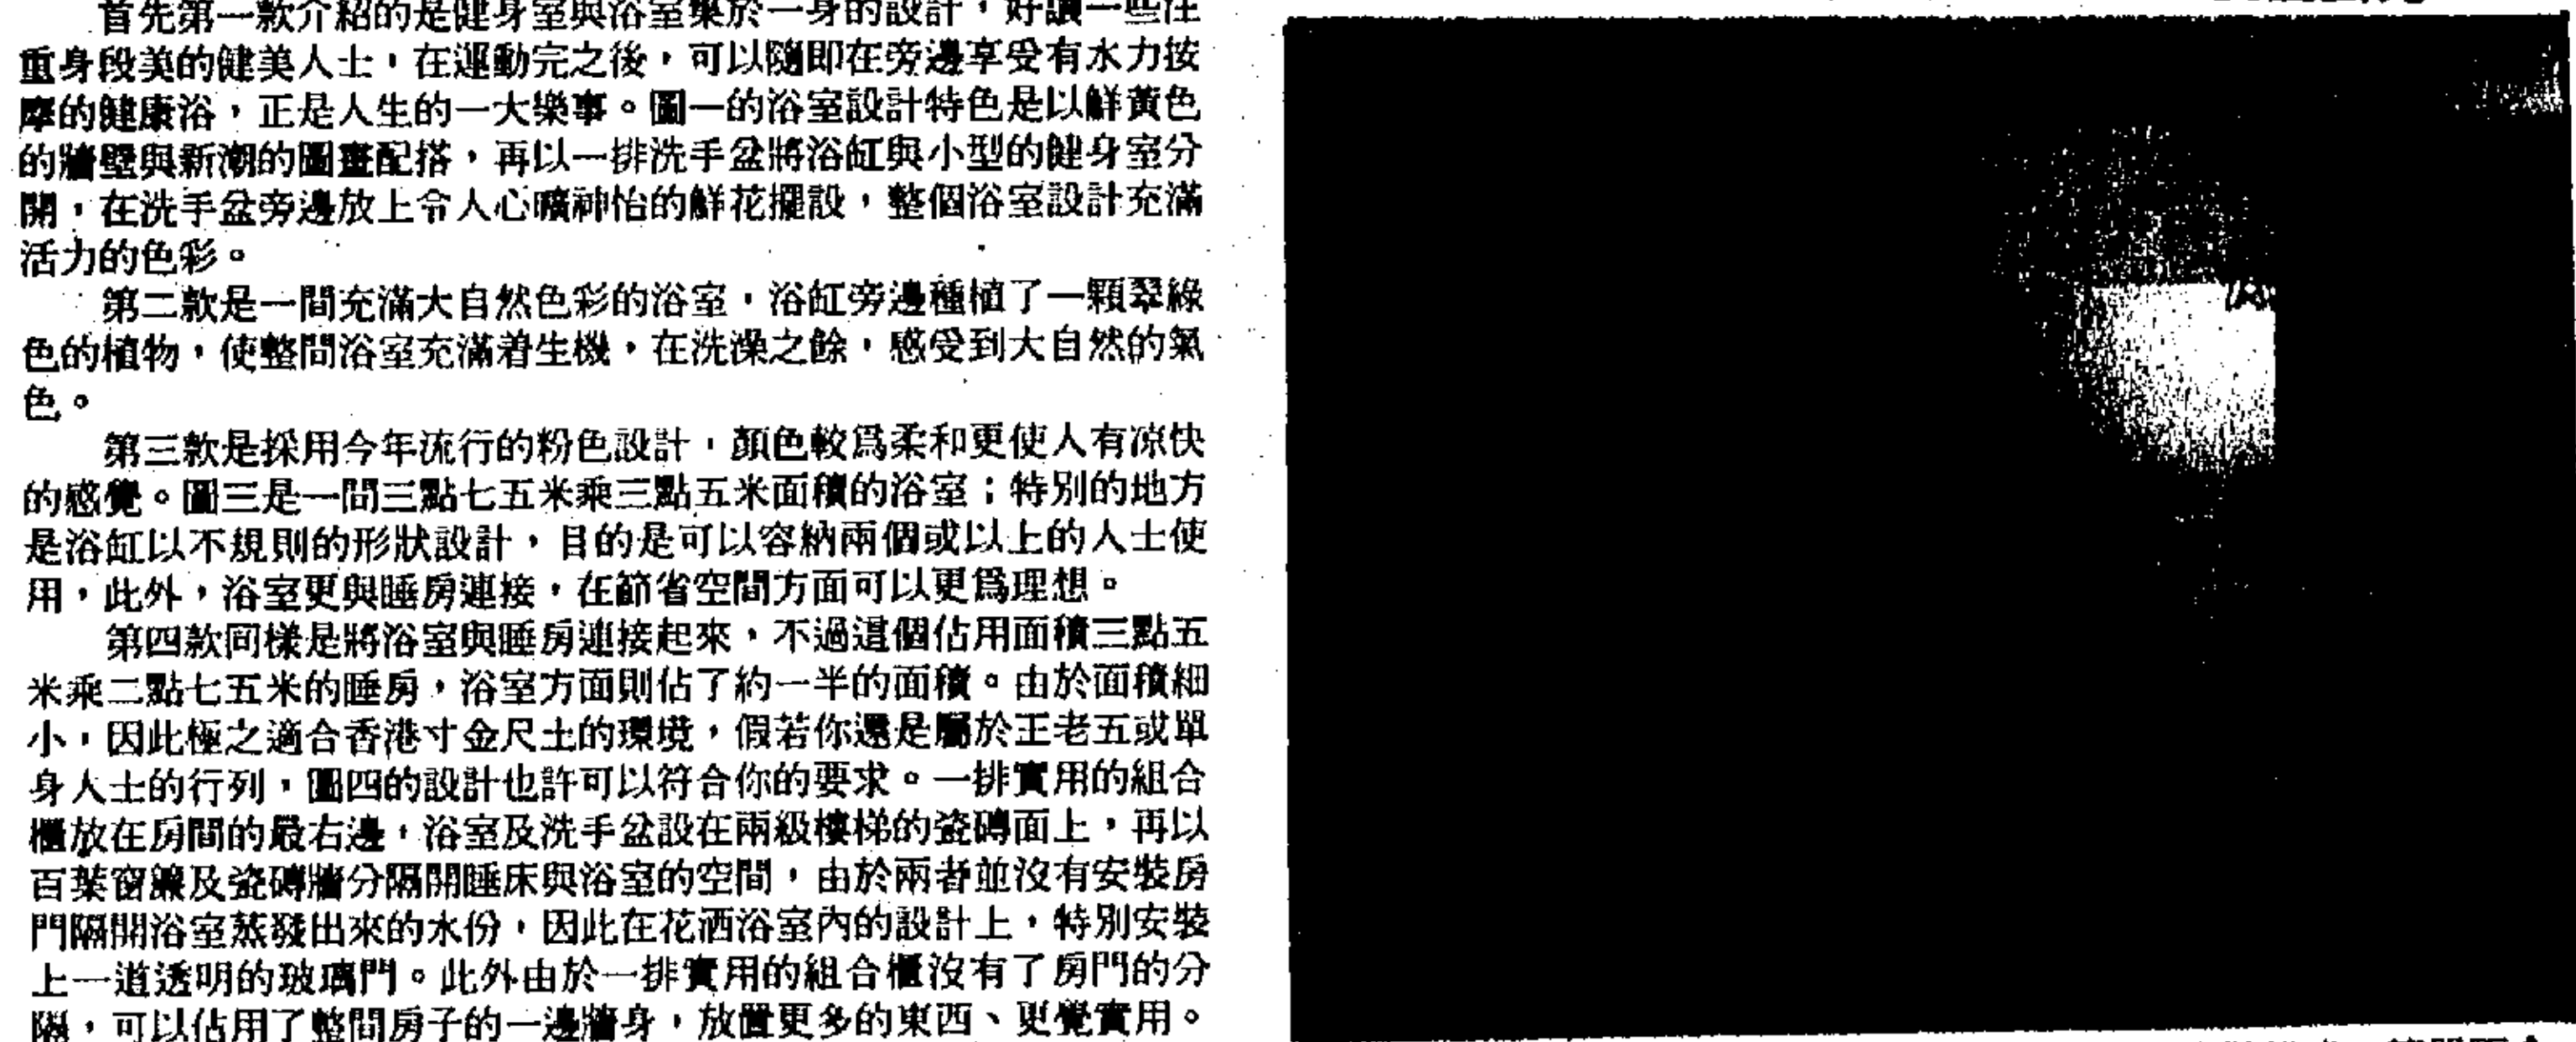 首先第一款介紹的是健身室與浴室集於一身的設計，好讓一些注
重身段美的健美人士，在運動完之後，可以隨即在旁邊享受有水力按
摩的健康浴，正是人生的一大樂事。圖一的浴室設計特色是以鮮黃色
的牆壁與新潮的圖畫配搭，再以一排洗手盆將浴缸與小型的健身室分
開，在洗手盆旁邊放上令人心曠神怡的鮮花擺設，整個浴室設計充滿
活力的色彩。
第二款是一間充滿大自然色彩的浴室，浴缸旁邊種植了一顆翠綠
色的植物，使整間浴室充滿着生機，在洗澡之餘，感受到大自然的氣
色。
第三款是採用今年流行的粉色設計，顏色較爲柔和更使人有凉快
的感覺。圖三是一間三點七五米乘三點五米面積的浴室；特別的地方
是浴缸以不規則的形狀設計，目的是可以容納兩個或以上的人士使
用，此外，浴室更與睡房連接，在節省空間方面可以更爲理想。
第四款同樣是將浴室與睡房連接起來，不過這個佔用面積三點五
米乘二點七五米的睡房，浴室方面則佔了約一半的面積。由於面積細
小，因此極之適合香港寸金尺土的環境，假若你還是屬於王老五或單
身人士的行列，圖四的設計也許可以符合你的要求。一排實用的組合
櫃放在房間的最右邊，浴室及洗手盆設在兩級樓梯的瓷磚面上，再以
百葉窗簾及瓷磚牆分隔開睡床與浴室的空間，由於兩者並沒有安裝房
門隔開浴室蒸發出來的水份，因此在花洒浴室內的設計上，特別安裝
上一道透明的玻璃門。此外由於一排實用的組合櫃沒有了房門的分
隔，可以佔用了整間房子的一邊牆身，放置更多的東西、更覺實用。